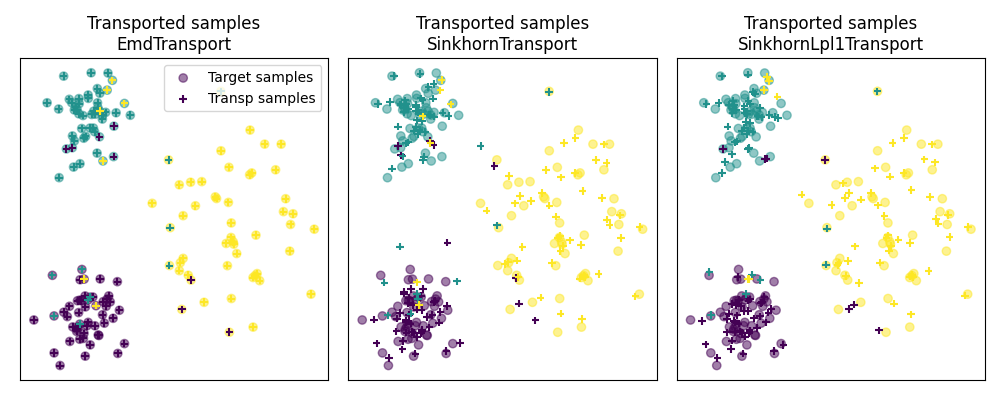 Transported samples
EmdTransport
Target samples
Transp samples
Transported samples
SinkhornTransport
Transported samples
SinkhornLpl1Transport